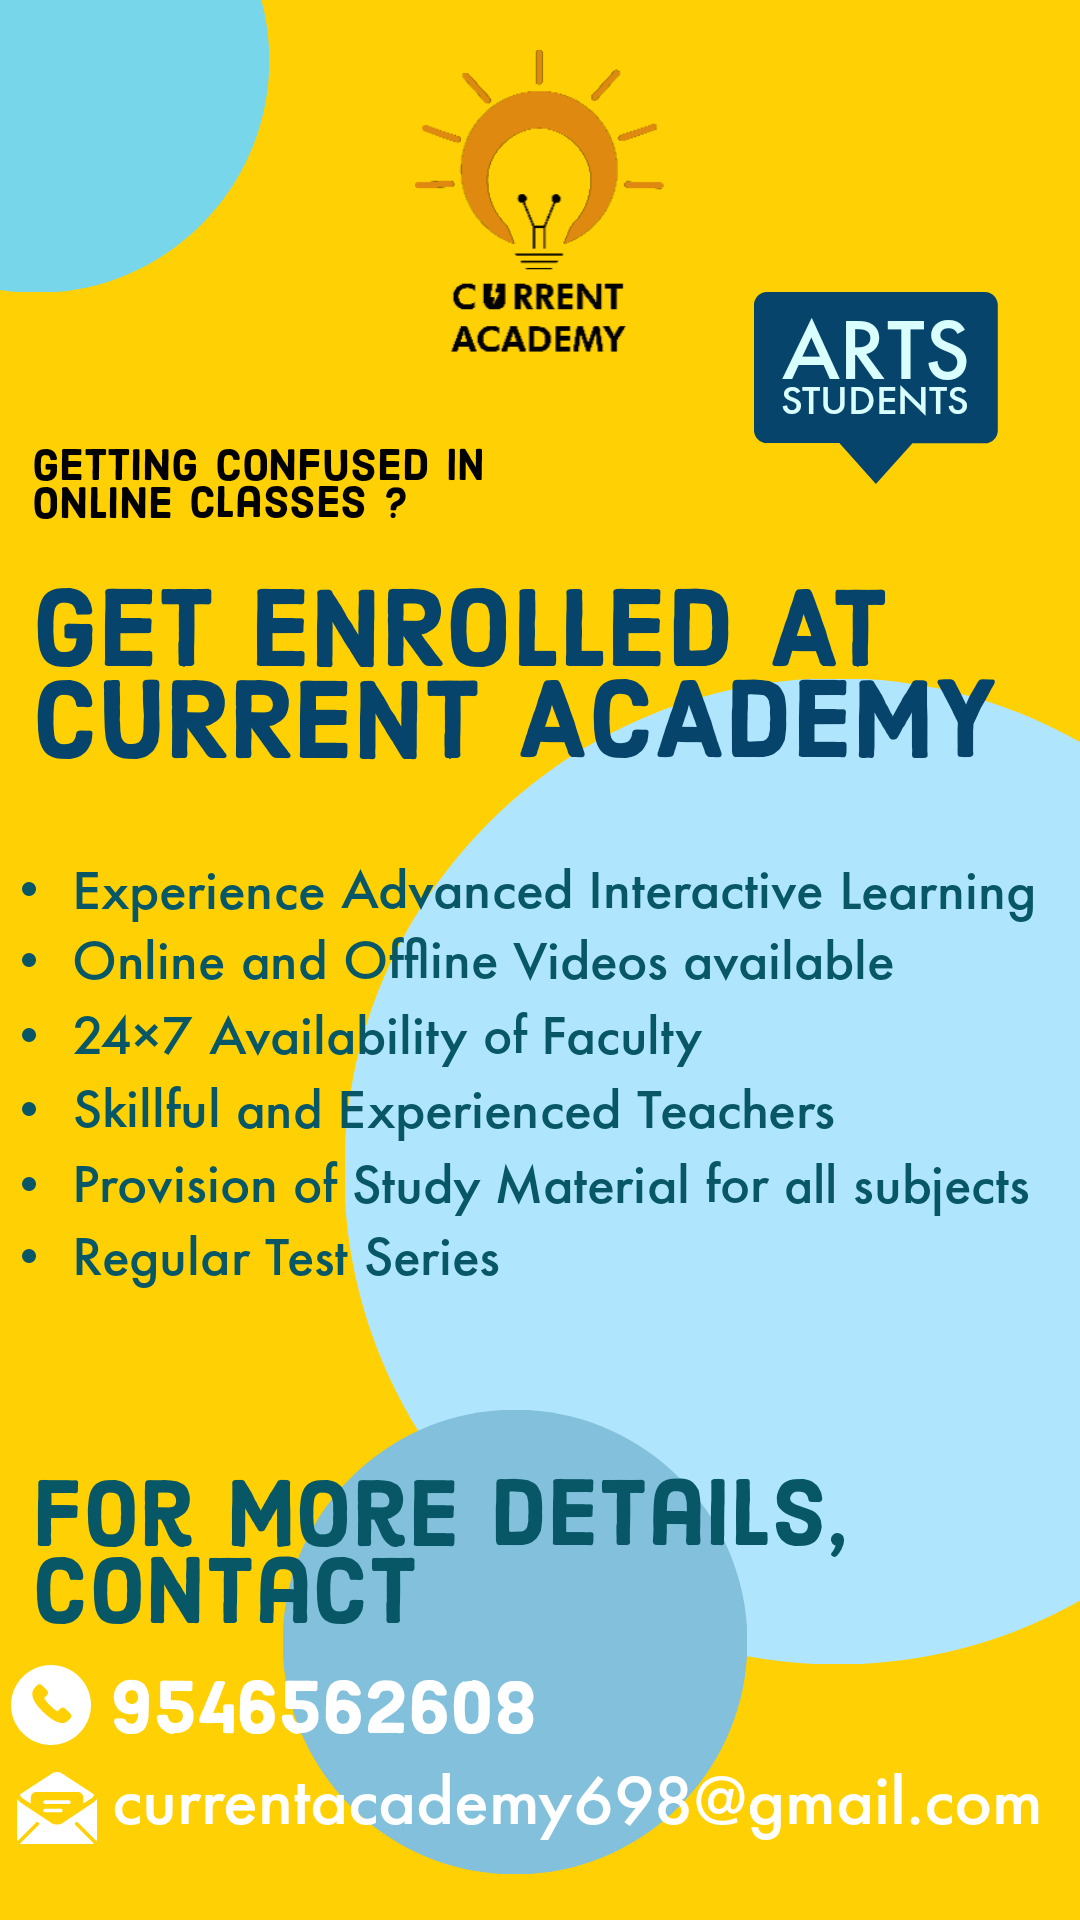 CURRENT
ACADEMY
ARTS
STUDENTS
GETTING CONFUSED IN
ONLINE CLASSES ?
GET ENROLLED AT
CURRENT ACADEMY
• Experience Advanced Interactive Learning
• Online and Offline Videos available
• 24×7 Availability of Faculty
• Skillful and Experienced Teachers
• Provision of Study Material for all subjects
• Regular Test Series
FOR MORE DETAILS,
CONTACT
9546562608
currentacademy698@gmail.com